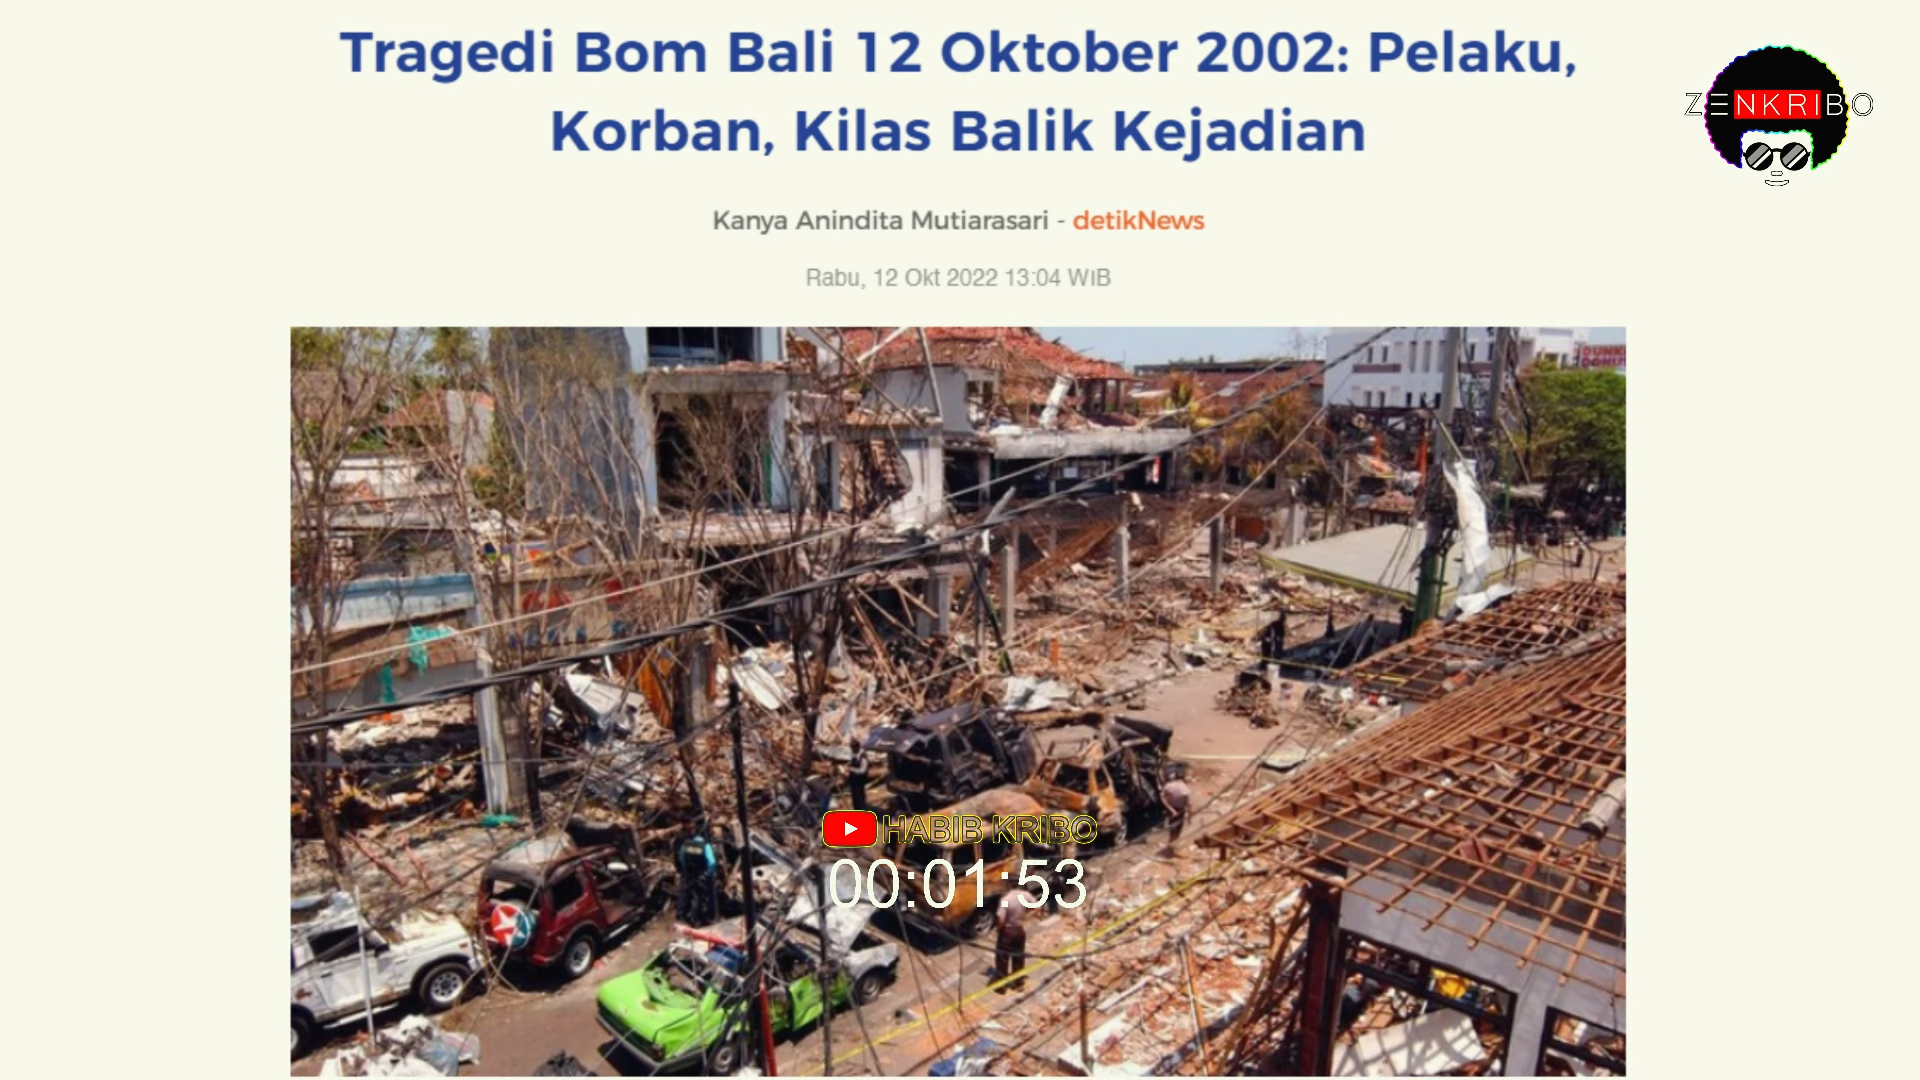 Tragedi Bom Bali 12 Oktober 2002: Pelaku,
Korban, Kilas Balik Kejadian
ZENKRIBO
Kanya Anindita Mutiarasari - detikNews
Rabu, 12 Okt 2022 13:04 WIB
DUNKIN
HABIB KRIBO
00:01:53